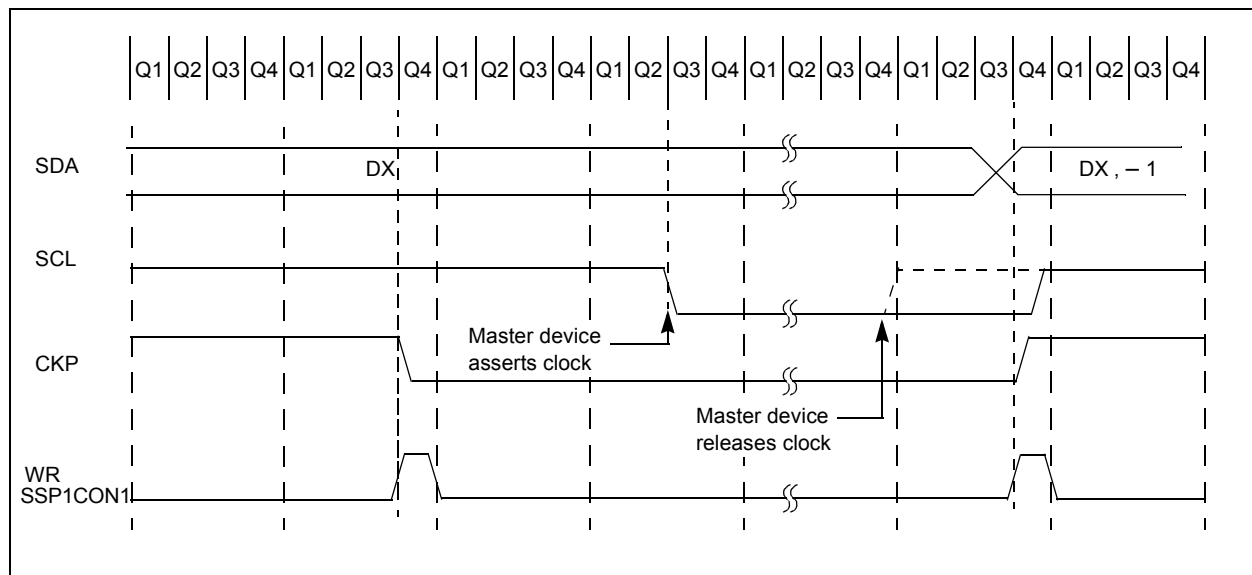 Q1 Q2 Q3 Q4 Q1 Q2 Q3 Q4 Q1 Q2 Q3 Q4 Q1 Q2 Q3 Q4 Q1 Q2 Q3 Q4 Q1 Q2 Q3 Q4 Q1 Q2 Q3 Q4
SDA
DX
DX , – 1
SCL
Master device
asserts clock
CKP
Master device
releases clock
WR
SSP1CON1